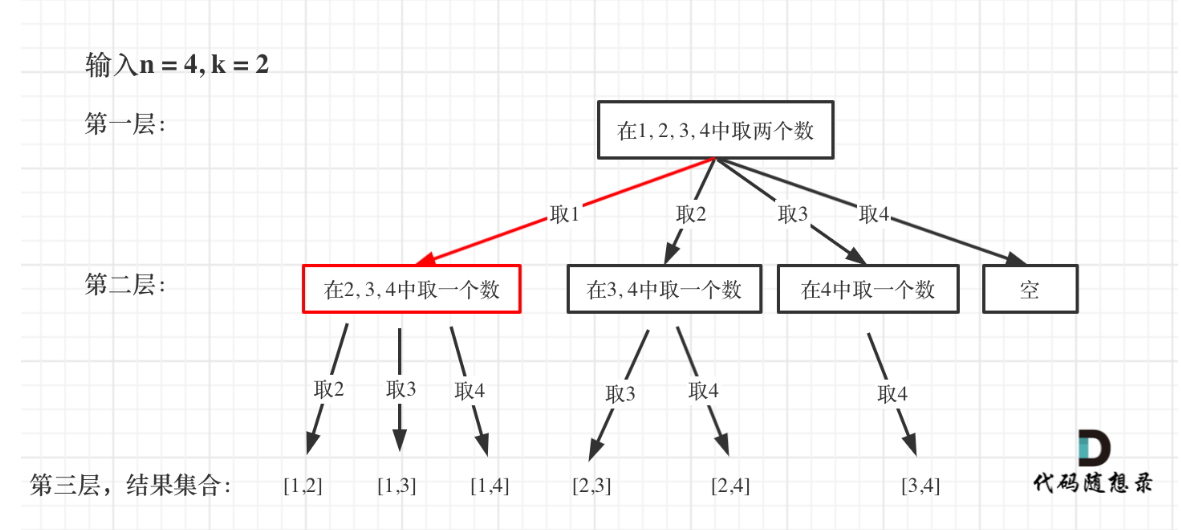 输入n = 4, k = 2
第一层：
在1, 2, 3, 4中取两个数
取1 取2 取3 取4
第二层：
在2, 3, 4中取一个数 在3, 4中取一个数 在4中取一个数 空
取2 取3 取4 取3 取4 取4
第三层，结果集合： [1,2] [1,3] [1,4] [2,3] [2,4] [3,4]
代码随想录